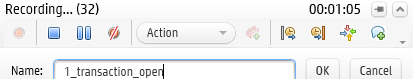 Recording... (32) 00:01:05
Action
Name: 1_transaction_open OK Cancel